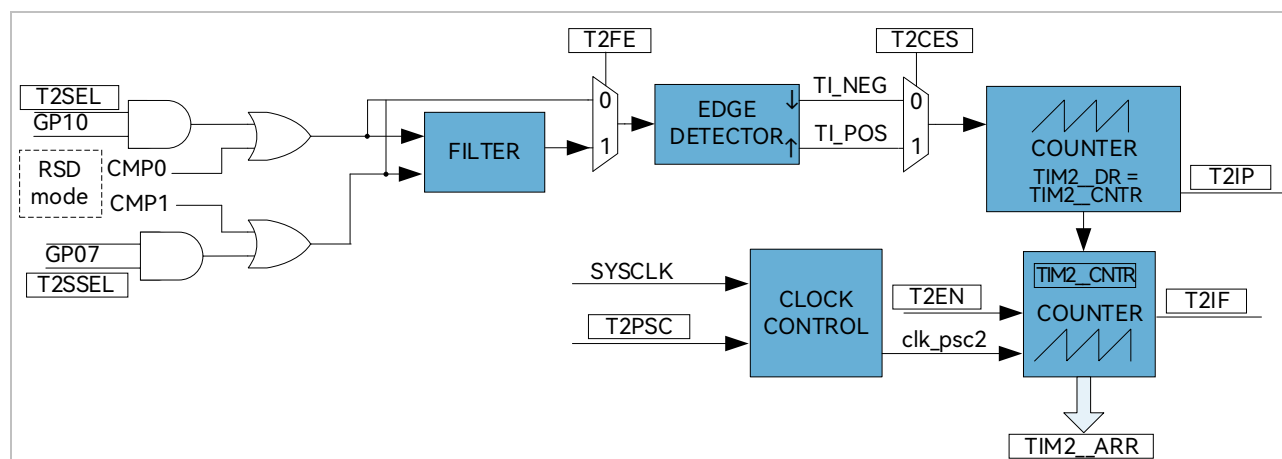 T2FE
T2CES
T2SEL
GP10
RSD
mode
CMP0
CMP1
GP07
T2SSEL
FILTER
0
1
EDGE
DETECTOR
↓
↑
TI_NEG
TI_POS
0
1
COUNTER
TIM2__DR =
TIM2__CNTR
T2IP
SYSCLK
T2PSC
CLOCK
CONTROL
T2EN
clk_psc2
TIM2__CNTR
COUNTER
T2IF
TIM2__ARR